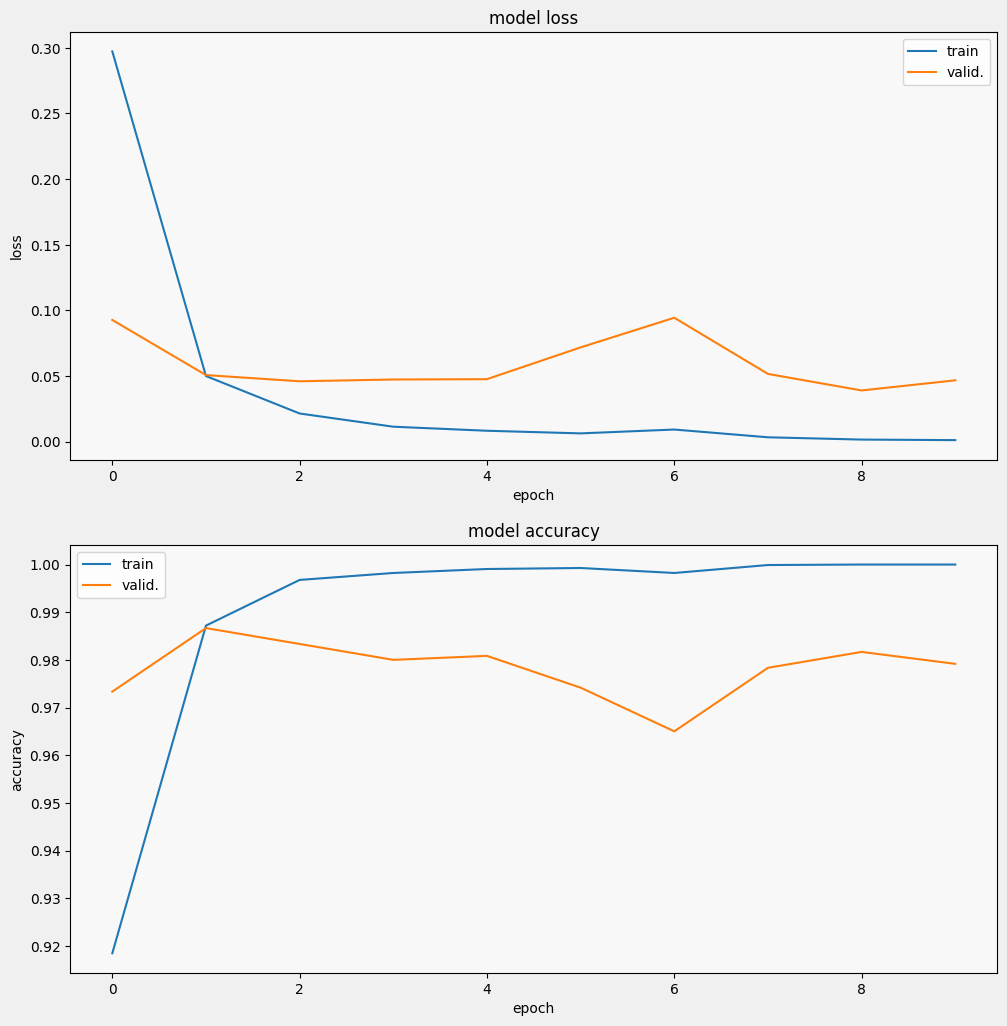 model loss
train
valid.
0.30
0.25
0.20
0.15
0.10
0.05
0.00
loss
0 2 4 6 8
epoch
model accuracy
train
valid.
1.00
0.99
0.98
0.97
0.96
0.95
0.94
0.93
0.92
accuracy
0 2 4 6 8
epoch